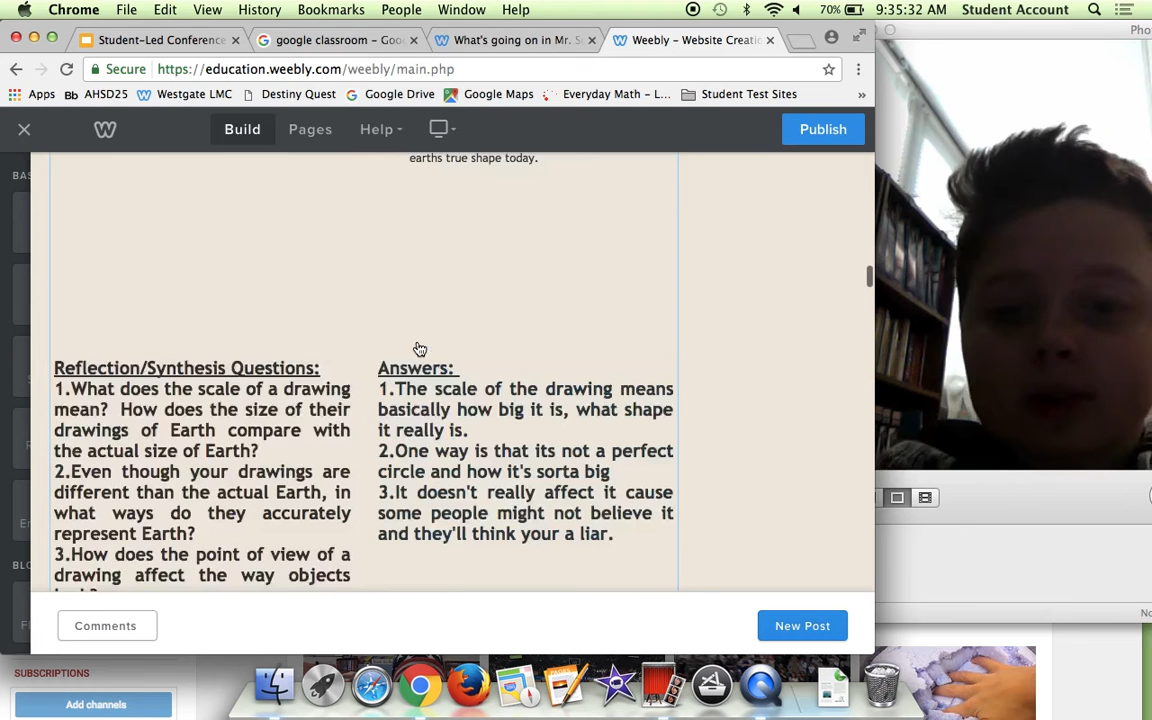 Chrome File Edit View History Bookmarks People Window Help 70% 9:35:32 AM Student Account
Student-Led Conference
google classroom – Goo
What's going on in Mr. S
Weebly – Website Creatio
Pho
Secure https://education.weebly.com/weebly/main.php
Apps Bb AHSD25 Westgate LMC Destiny Quest Google Drive Google Maps Everyday Math – L... Student Test Sites »
Build Pages Help Publish
BAS
earths true shape today.
Reflection/Synthesis Questions:
1.What does the scale of a drawing
mean? How does the size of their
drawings of Earth compare with
the actual size of Earth?
2.Even though your drawings are
different than the actual Earth, in
what ways do they accurately
represent Earth?
3.How does the point of view of a
drawing affect the way objects
Answers:
1.The scale of the drawing means
basically how big it is, what shape
it really is.
2.One way is that its not a perfect
circle and how it's sorta big
3.It doesn't really affect it cause
some people might not believe it
and they'll think your a liar.
BLO
Comments
New Post
No
SUBSCRIPTIONS
Add channels